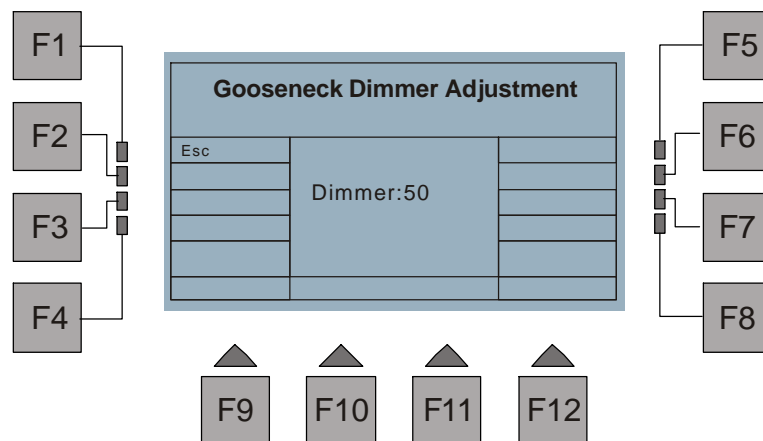 F1
F5
Gooseneck Dimmer Adjustment
F2
F6
Esc
Dimmer:50
F3
F7
F4
F8
F9 F10 F11 F12